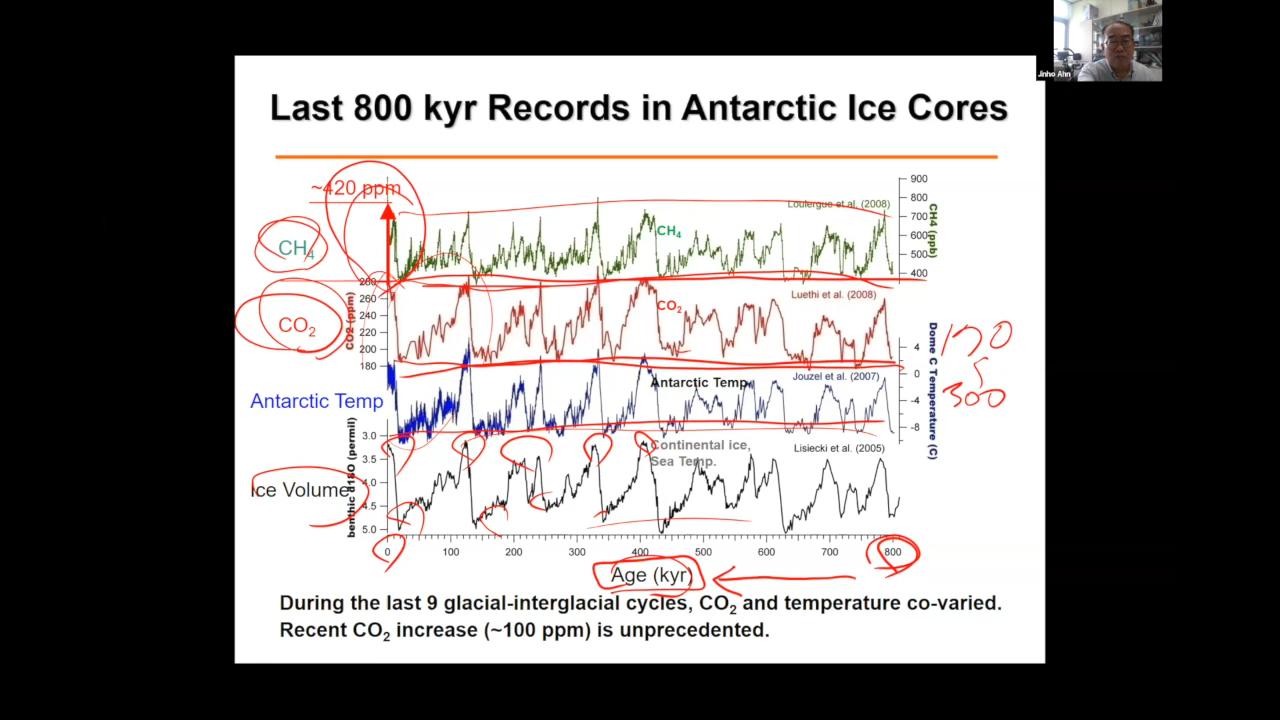 Jinho Ahn
Last 800 kyr Records in Antarctic Ice Cores
~420 ppm
CH4
CO2
Antarctic Temp
Ice Volume
CO2 (ppm)
280
260
240
220
200
180
benthic d18O (permil)
3.0
3.5
4.0
4.5
5.0
Loulergue et al. (2008)
CH4
Luethi et al. (2008)
CO2
Jouzel et al. (2007)
Antarctic Temp.
Continental ice,
Sea Temp.
Lisiecki et al. (2005)
900
800
700
600
500
400
CH4 (ppb)
4
0
-4
-8
Dome C Temperature (C)
300
0 100 200 300 400 500 600 700 800
Age (kyr)
During the last 9 glacial-interglacial cycles, CO2 and temperature co-varied.
Recent CO2 increase (~100 ppm) is unprecedented.